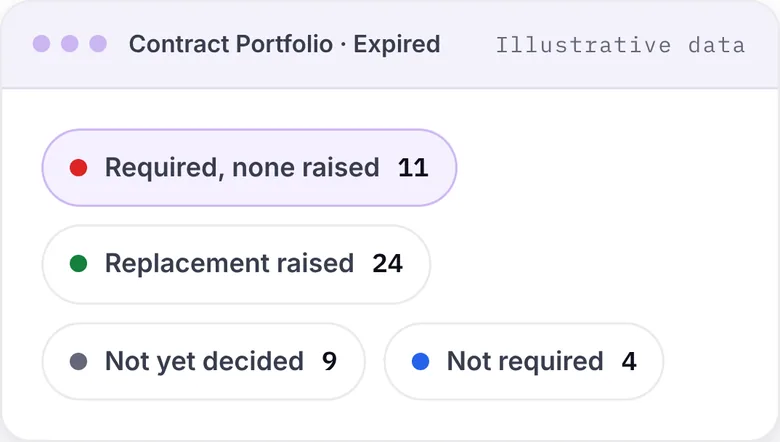 Contract Portfolio · Expired Illustrative data
Required, none raised 11
Replacement raised 24
Not yet decided 9 Not required 4